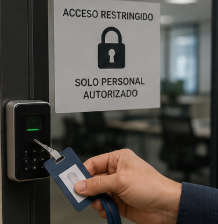 ACCESO RESTRINGIDO
SOLO PERSONAL
AUTORIZADO